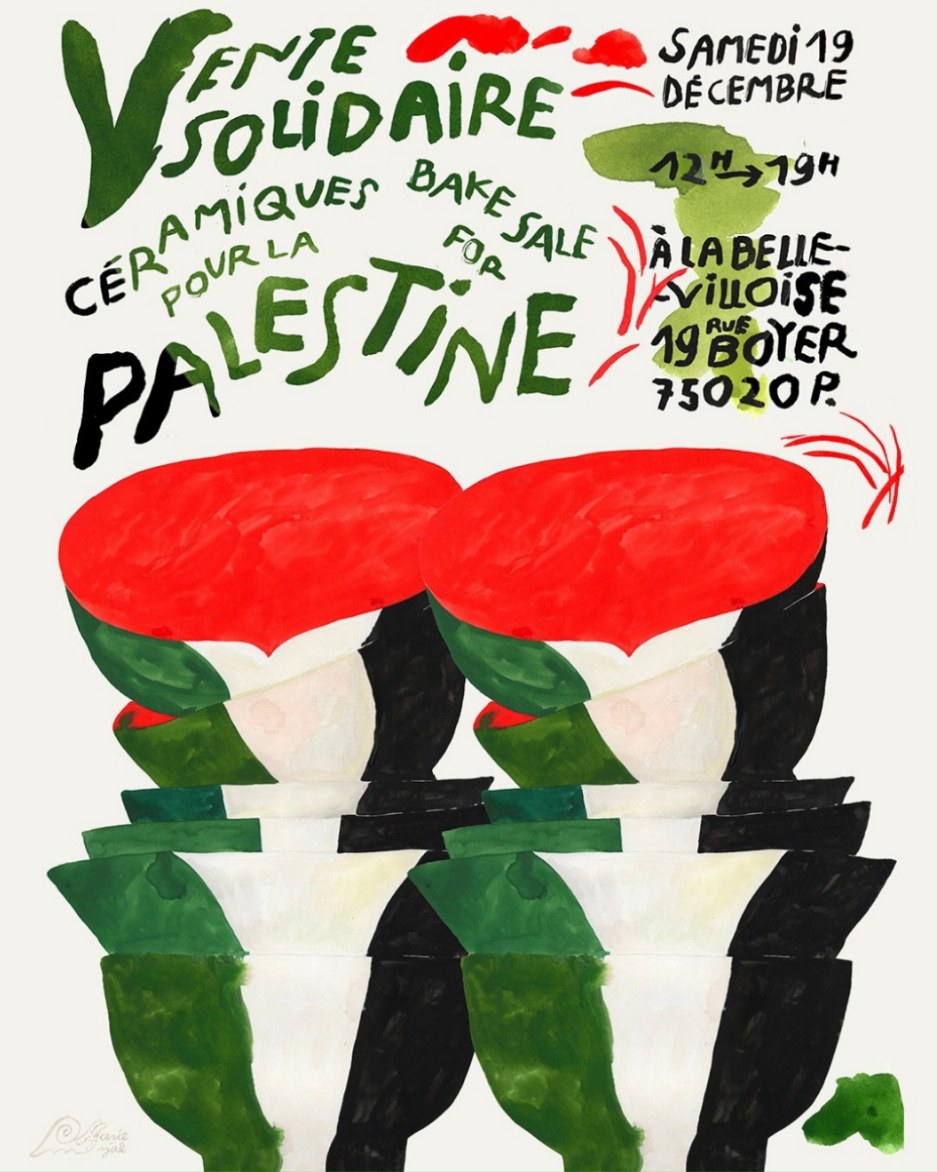 VENTE
SOLiDAiRE
CÉRAMiQUES
POUR LA
BAKE SALE
FOR
PALESTiNE
SAMEDi 19
DÉCEMBRE
12H→19H
À LA BELLE-
-ViLLOiSE
19 RUE BOYER
75020 P.